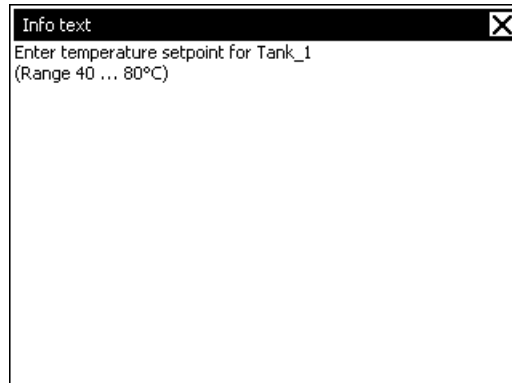 Info text
Enter temperature setpoint for Tank_1
(Range 40 ... 80°C)